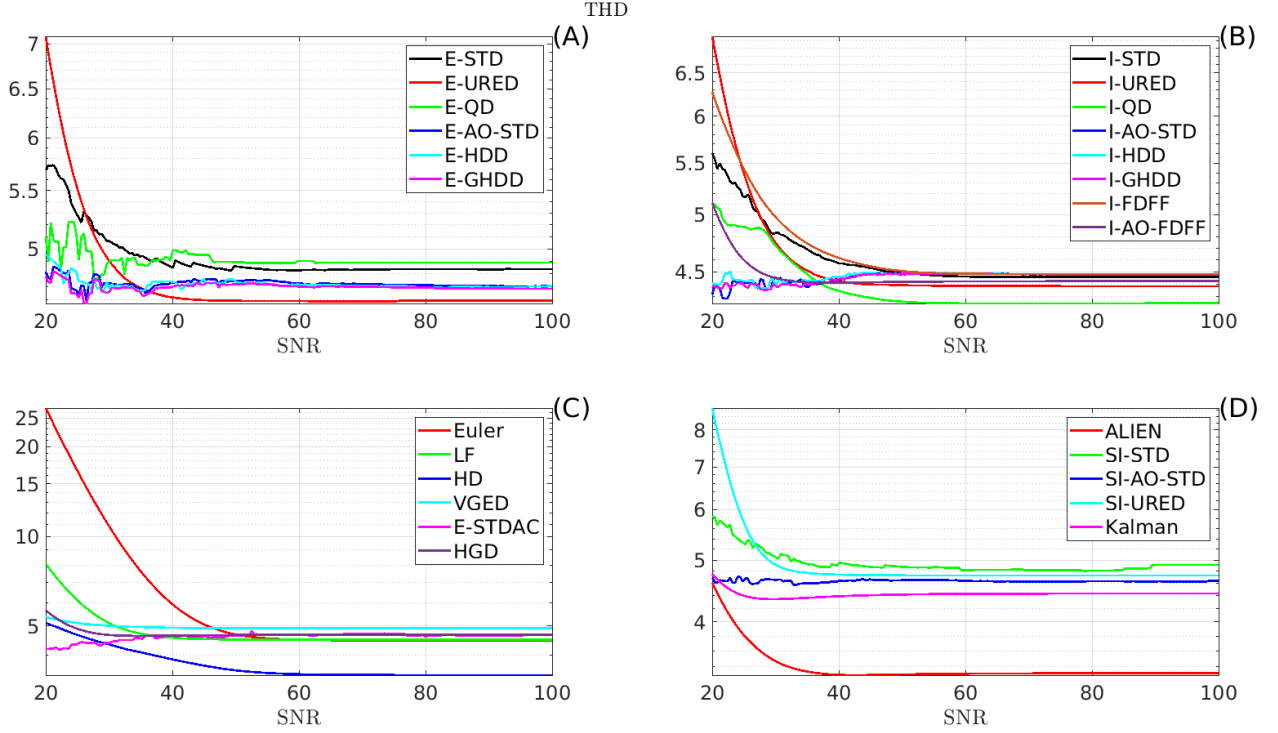 THD
(A)
7
6.5
6
5.5
5
20
40
60
80
100
SNR
E-STD
E-URED
E-QD
E-AO-STD
E-HDD
E-GHDD
(B)
6.5
6
5.5
5
4.5
20
40
60
80
100
SNR
I-STD
I-URED
I-QD
I-AO-STD
I-HDD
I-GHDD
I-FDFF
I-AO-FDFF
(C)
25
20
15
10
5
20
40
60
80
100
SNR
Euler
LF
HD
VGED
E-STDAC
HGD
(D)
8
7
6
5
4
20
40
60
80
100
SNR
ALIEN
SI-STD
SI-AO-STD
SI-URED
Kalman